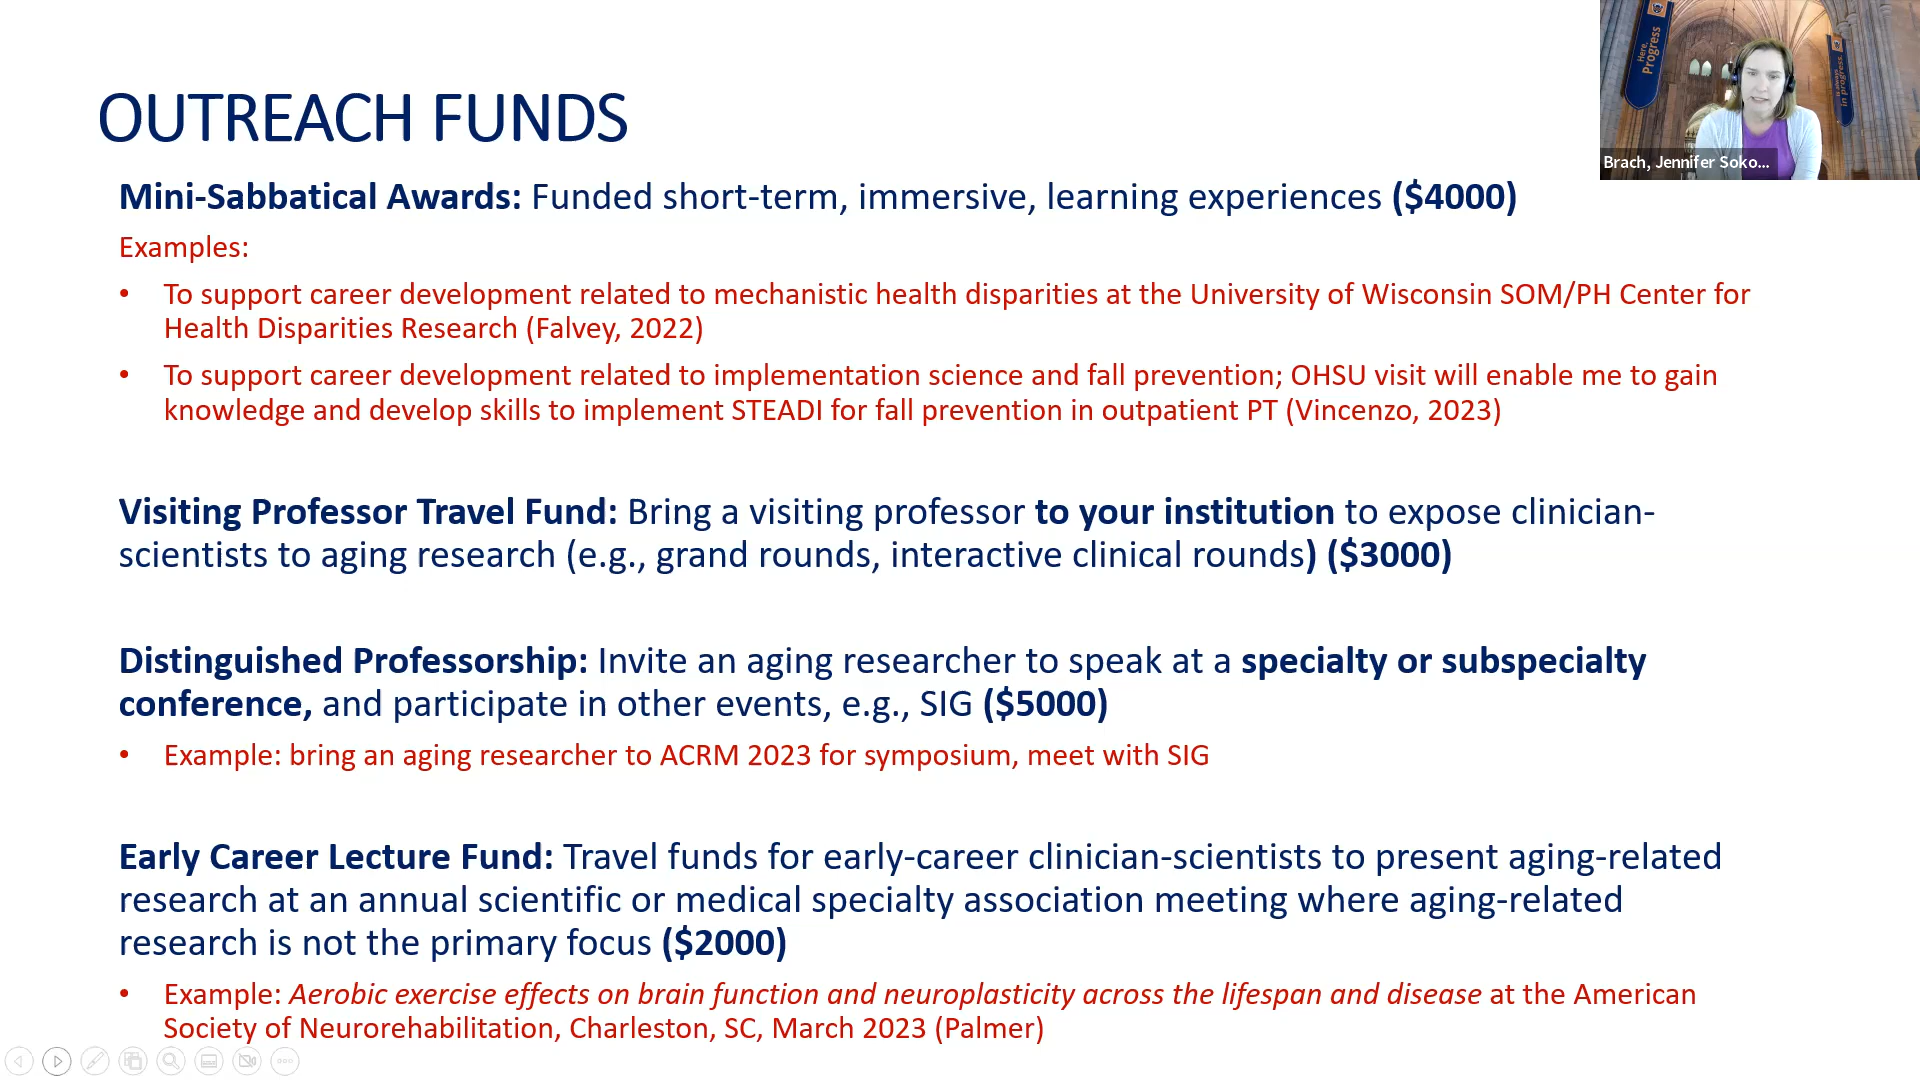 Here,
Progress
is always
in progress.
Brach, Jennifer Soko...
OUTREACH FUNDS
Mini-Sabbatical Awards: Funded short-term, immersive, learning experiences ($4000)
Examples:
• To support career development related to mechanistic health disparities at the University of Wisconsin SOM/PH Center for
Health Disparities Research (Falvey, 2022)
• To support career development related to implementation science and fall prevention; OHSU visit will enable me to gain
knowledge and develop skills to implement STEADI for fall prevention in outpatient PT (Vincenzo, 2023)
Visiting Professor Travel Fund: Bring a visiting professor to your institution to expose clinician-
scientists to aging research (e.g., grand rounds, interactive clinical rounds) ($3000)
Distinguished Professorship: Invite an aging researcher to speak at a specialty or subspecialty
conference, and participate in other events, e.g., SIG ($5000)
• Example: bring an aging researcher to ACRM 2023 for symposium, meet with SIG
Early Career Lecture Fund: Travel funds for early-career clinician-scientists to present aging-related
research at an annual scientific or medical specialty association meeting where aging-related
research is not the primary focus ($2000)
• Example: Aerobic exercise effects on brain function and neuroplasticity across the lifespan and disease at the American
Society of Neurorehabilitation, Charleston, SC, March 2023 (Palmer)